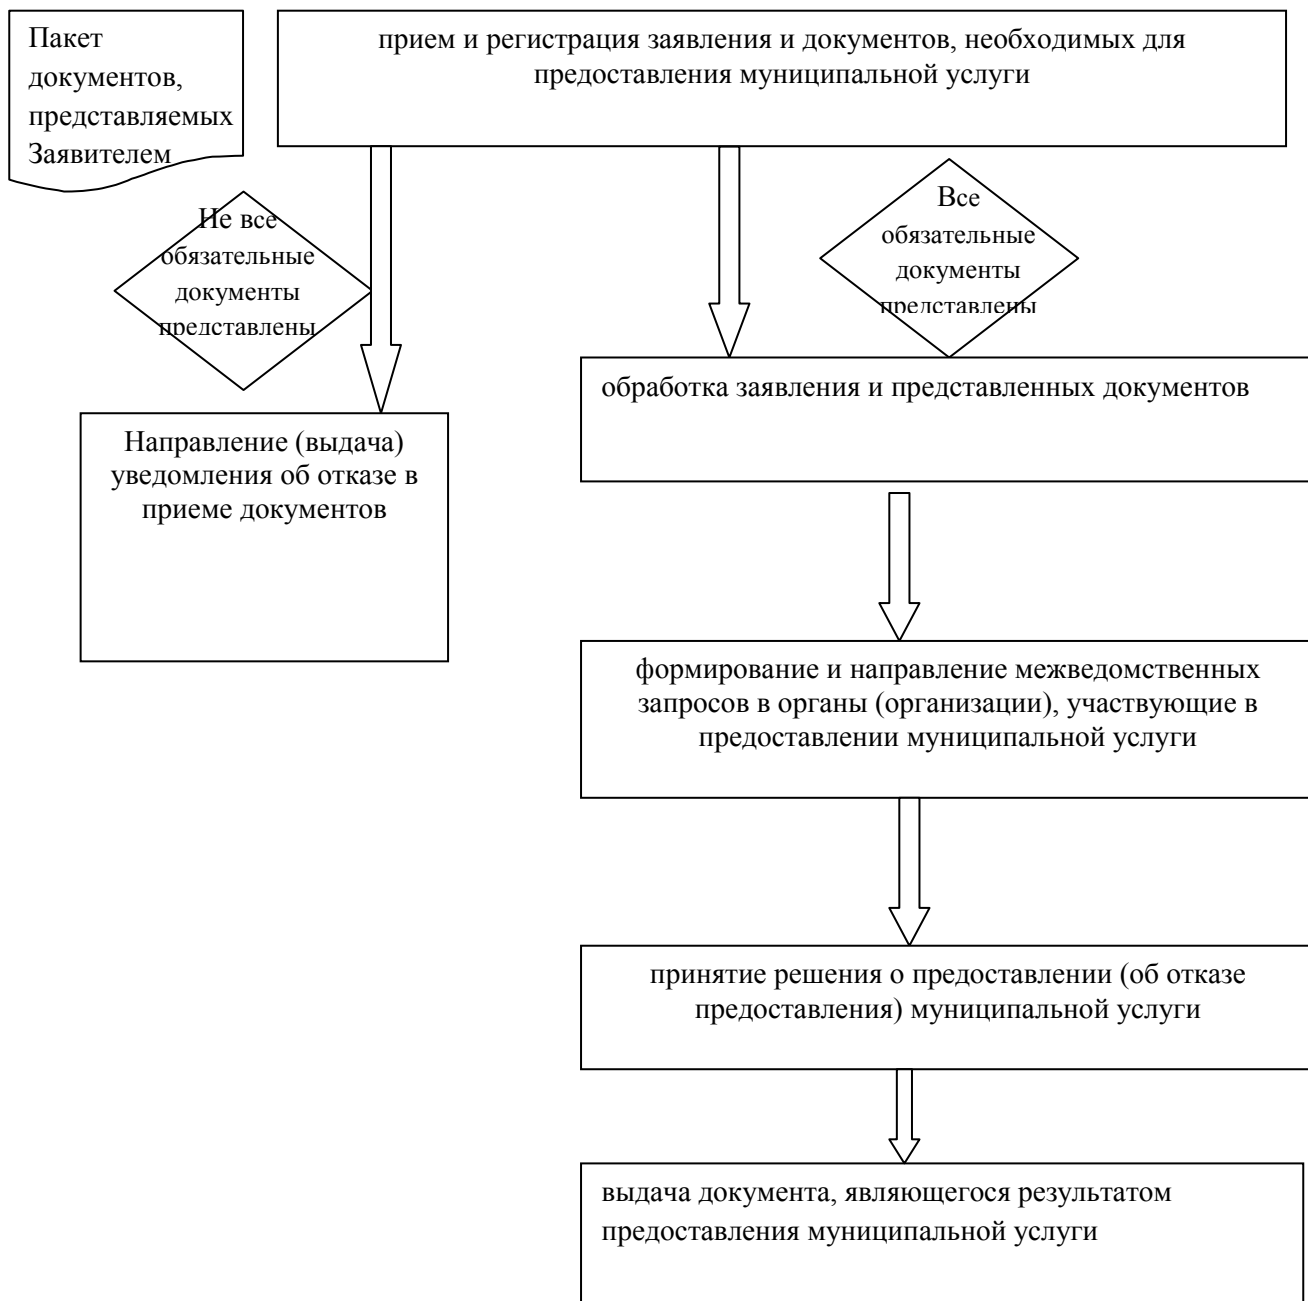 Пакет
документов,
представляемых
Заявителем
прием и регистрация заявления и документов, необходимых для
предоставления муниципальной услуги
Не все
обязательные
документы
представлены
Все
обязательные
документы
представлены
обработка заявления и представленных документов
Направление (выдача)
уведомления об отказе в
приеме документов
формирование и направление межведомственных
запросов в органы (организации), участвующие в
предоставлении муниципальной услуги
принятие решения о предоставлении (об отказе
предоставления) муниципальной услуги
выдача документа, являющегося результатом
предоставления муниципальной услуги